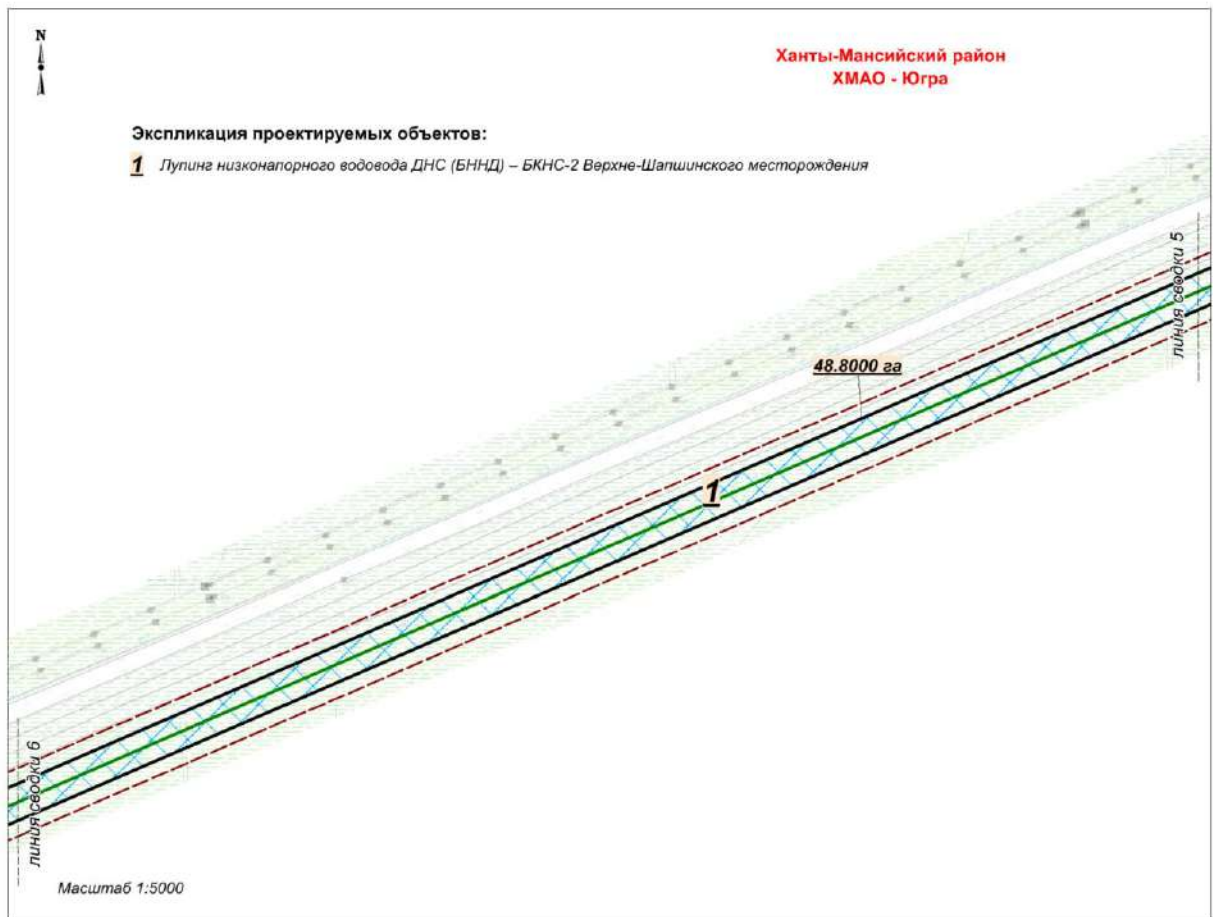 N
Ханты-Мансийский район
ХМАО - Югра
Экспликация проектируемых объектов:
1 Лупинг низконапорного водовода ДНС (БННД) – БКНС-2 Верхне-Шапшинского месторождения
линия сводки 5
48.8000 га
1
линия сводки 6
Масштаб 1:5000